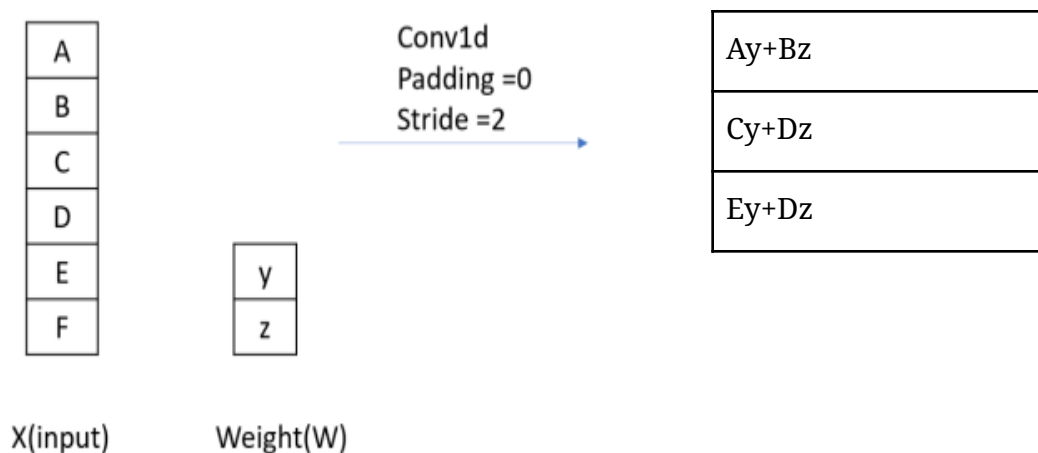 A
B
C
D
E
F
X(input)
y
z
Weight(W)
Conv1d
Padding =0
Stride =2
Ay+Bz
Cy+Dz
Ey+Dz